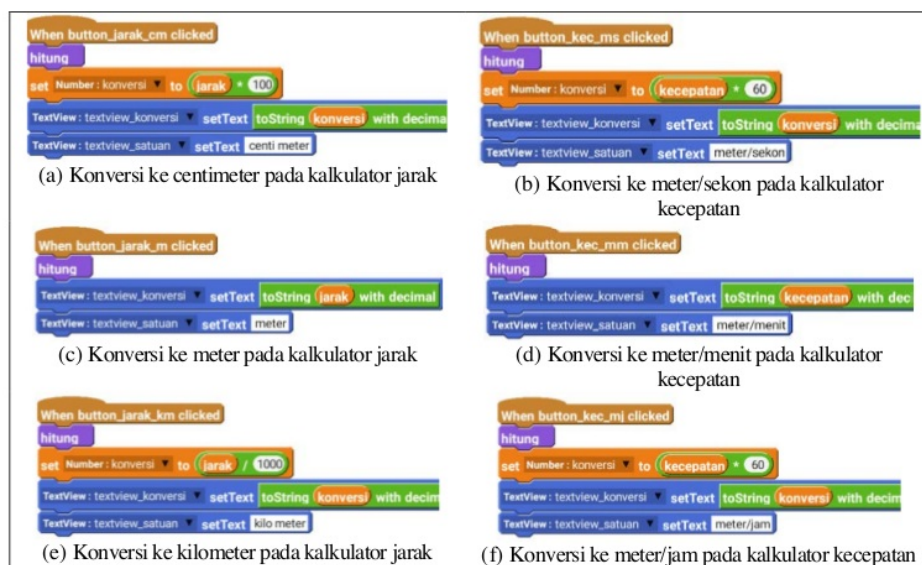 When button_jarak_cm clicked
hitung
set Number : konversi to jarak * 100
TextView : textview_konversi setText toString konversi with decima
TextView : textview_satuan setText centi meter
(a) Konversi ke centimeter pada kalkulator jarak
When button_kec_ms clicked
hitung
set Number : konversi to kecepatan * 60
TextView : textview_konversi setText toString konversi with decima
TextView : textview_satuan setText meter/sekon
(b) Konversi ke meter/sekon pada kalkulator
kecepatan
When button_jarak_m clicked
hitung
TextView : textview_konversi setText toString jarak with decimal
TextView : textview_satuan setText meter
(c) Konversi ke meter pada kalkulator jarak
When button_kec_mm clicked
hitung
TextView : textview_konversi setText toString kecepatan with dec
TextView : textview_satuan setText meter/menit
(d) Konversi ke meter/menit pada kalkulator
kecepatan
When button_jarak_km clicked
hitung
set Number : konversi to jarak / 1000
TextView : textview_konversi setText toString konversi with decim
TextView : textview_satuan setText kilo meter
(e) Konversi ke kilometer pada kalkulator jarak
When button_kec_mj clicked
hitung
set Number : konversi to kecepatan * 60
TextView : textview_konversi setText toString konversi with decim
TextView : textview_satuan setText meter/jam
(f) Konversi ke meter/jam pada kalkulator kecepatan